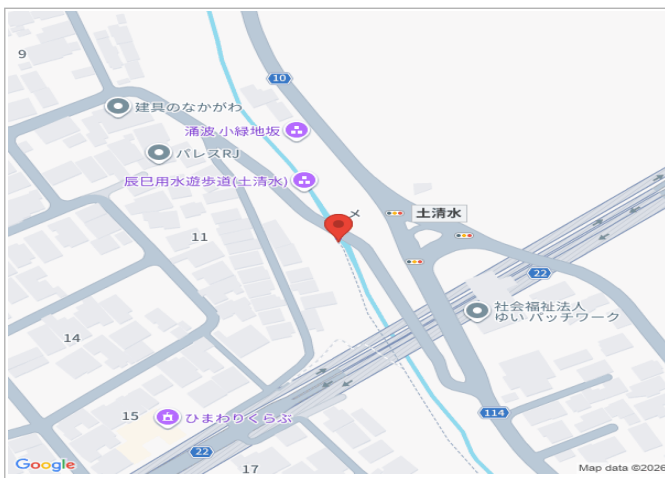 9
10
建具のなかがわ
涌波 小緑地坂
パレスRJ
辰巳用水遊歩道(土清水)
土清水
11
22
社会福祉法人
ゆい パッチワーク
14
15
ひまわりくらぶ
114
22
17
Google
Map data ©2026